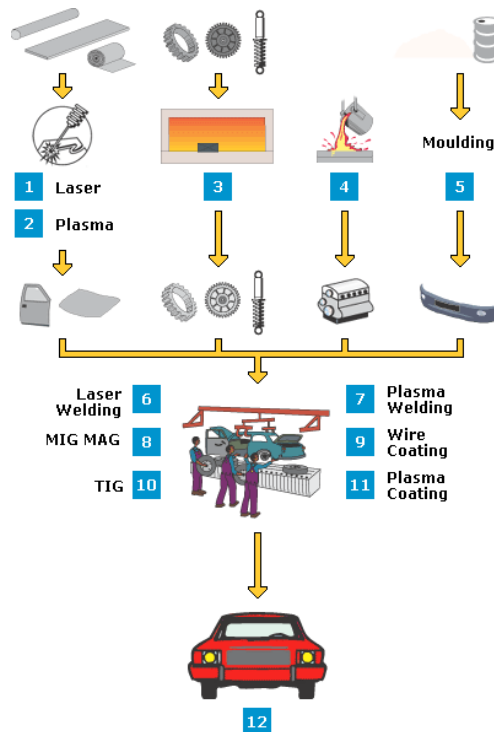 Moulding
1 Laser
3
4
5
2 Plasma
Laser
Welding 6
7 Plasma
Welding
MIG MAG 8
9 Wire
Coating
TIG 10
11 Plasma
Coating
12